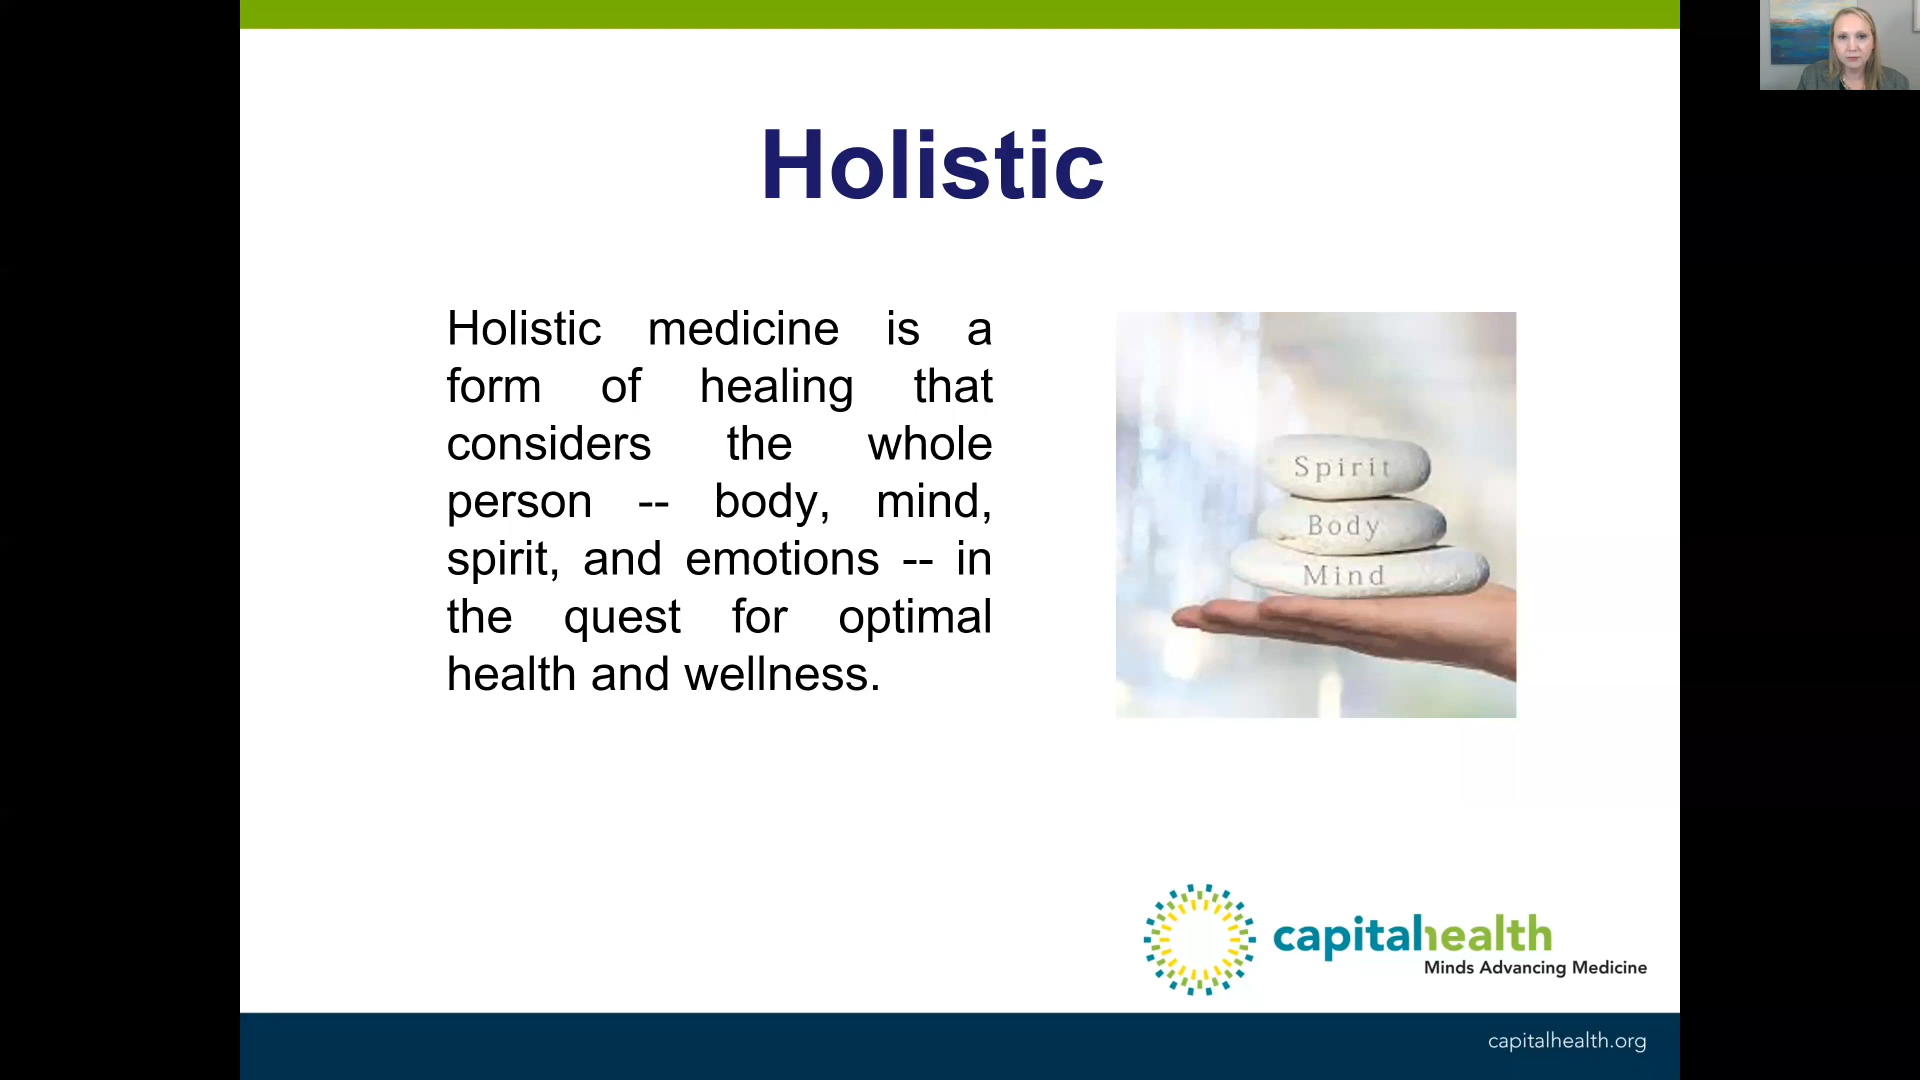 Holistic
Holistic medicine is a
form of healing that
considers the whole
person -- body, mind,
spirit, and emotions -- in
the quest for optimal
health and wellness.
Spirit
Body
Mind
capitalhealth
Minds Advancing Medicine
capitalhealth.org